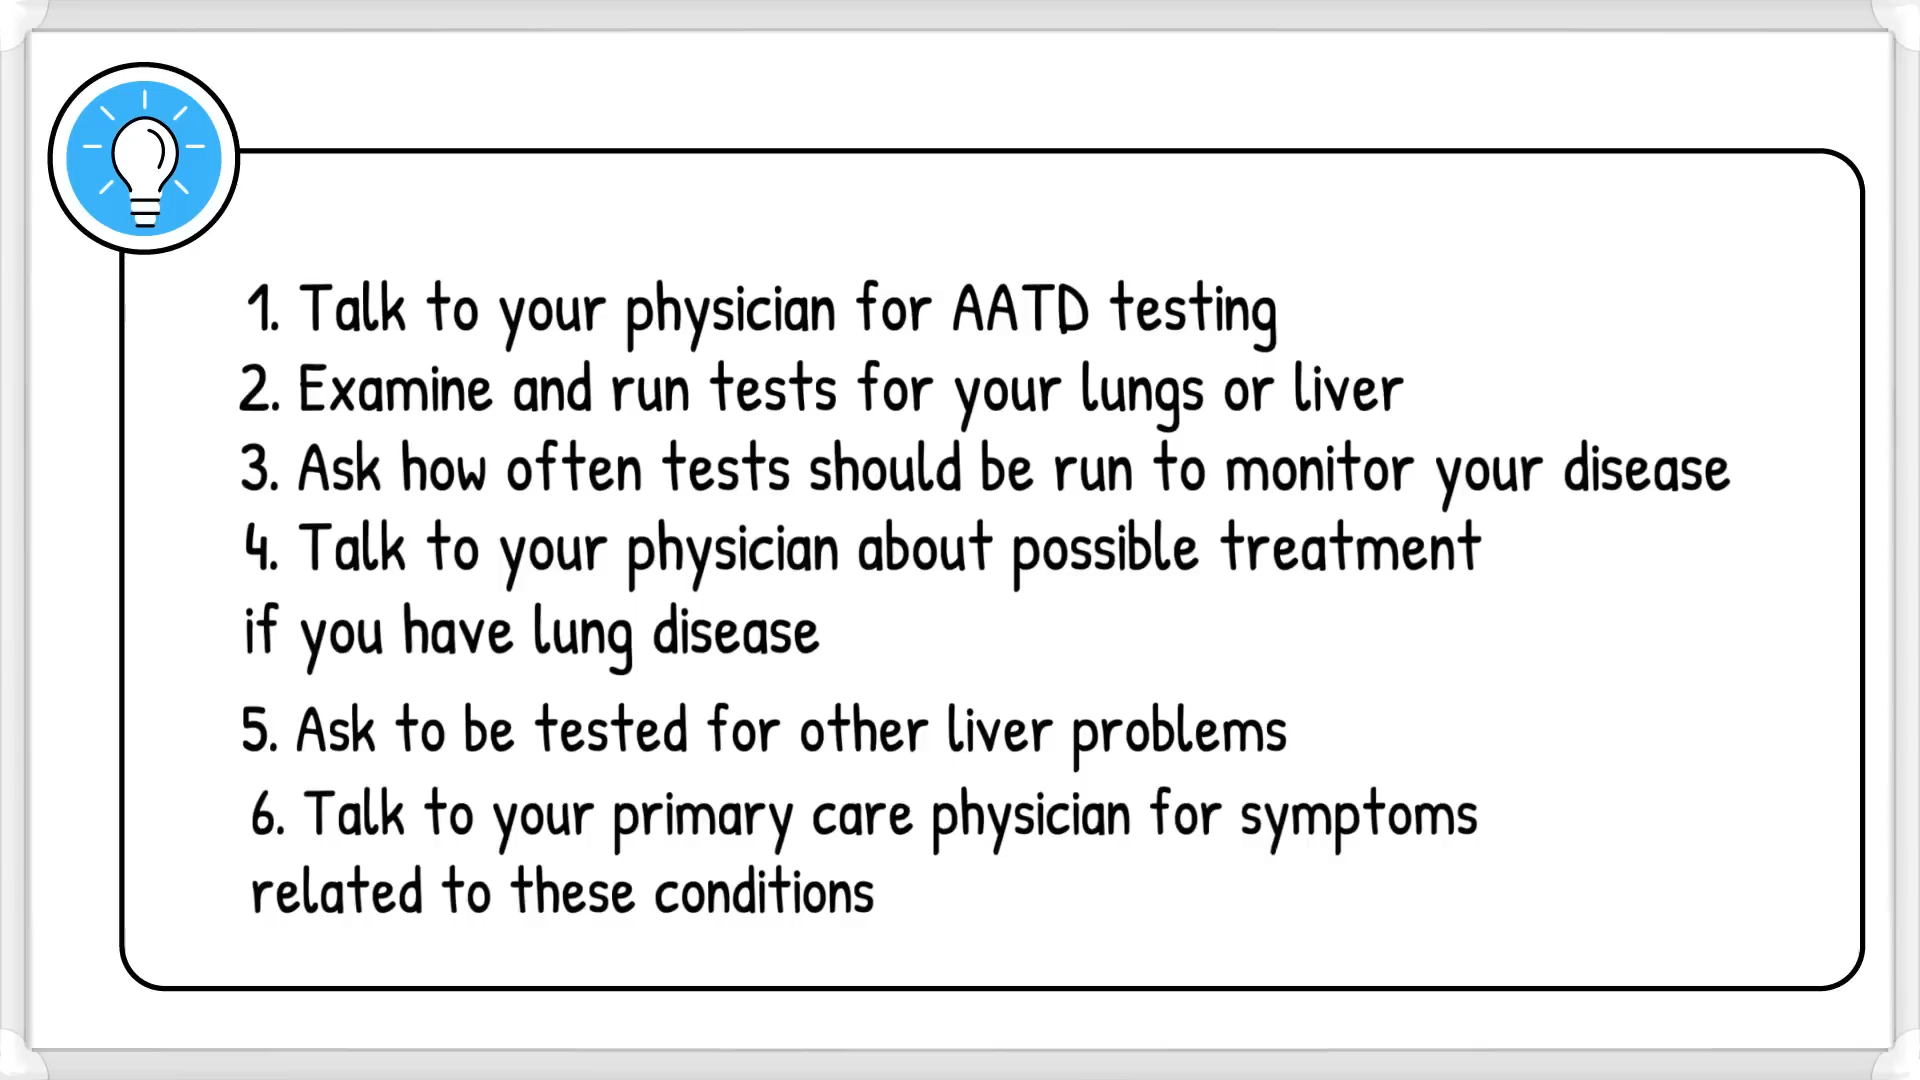 1. Talk to your physician for AATD testing
2. Examine and run tests for your lungs or liver
3. Ask how often tests should be run to monitor your disease
4. Talk to your physician about possible treatment
if you have lung disease
5. Ask to be tested for other liver problems
6. Talk to your primary care physician for symptoms
related to these conditions